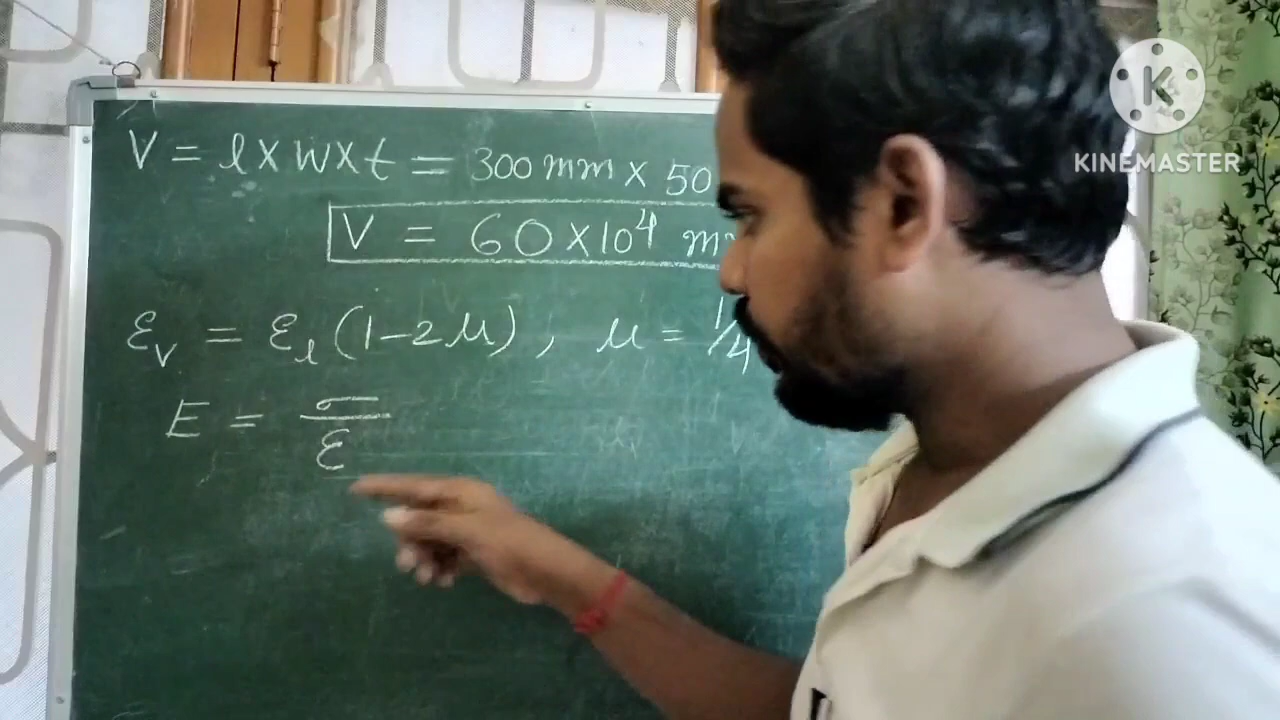 V = l x w x t = 300 mm x 50
V = 60 x 10⁴
εᵥ = εₗ (1-2μ), μ = 1/4
E = σ/ε
K
KINEMASTER